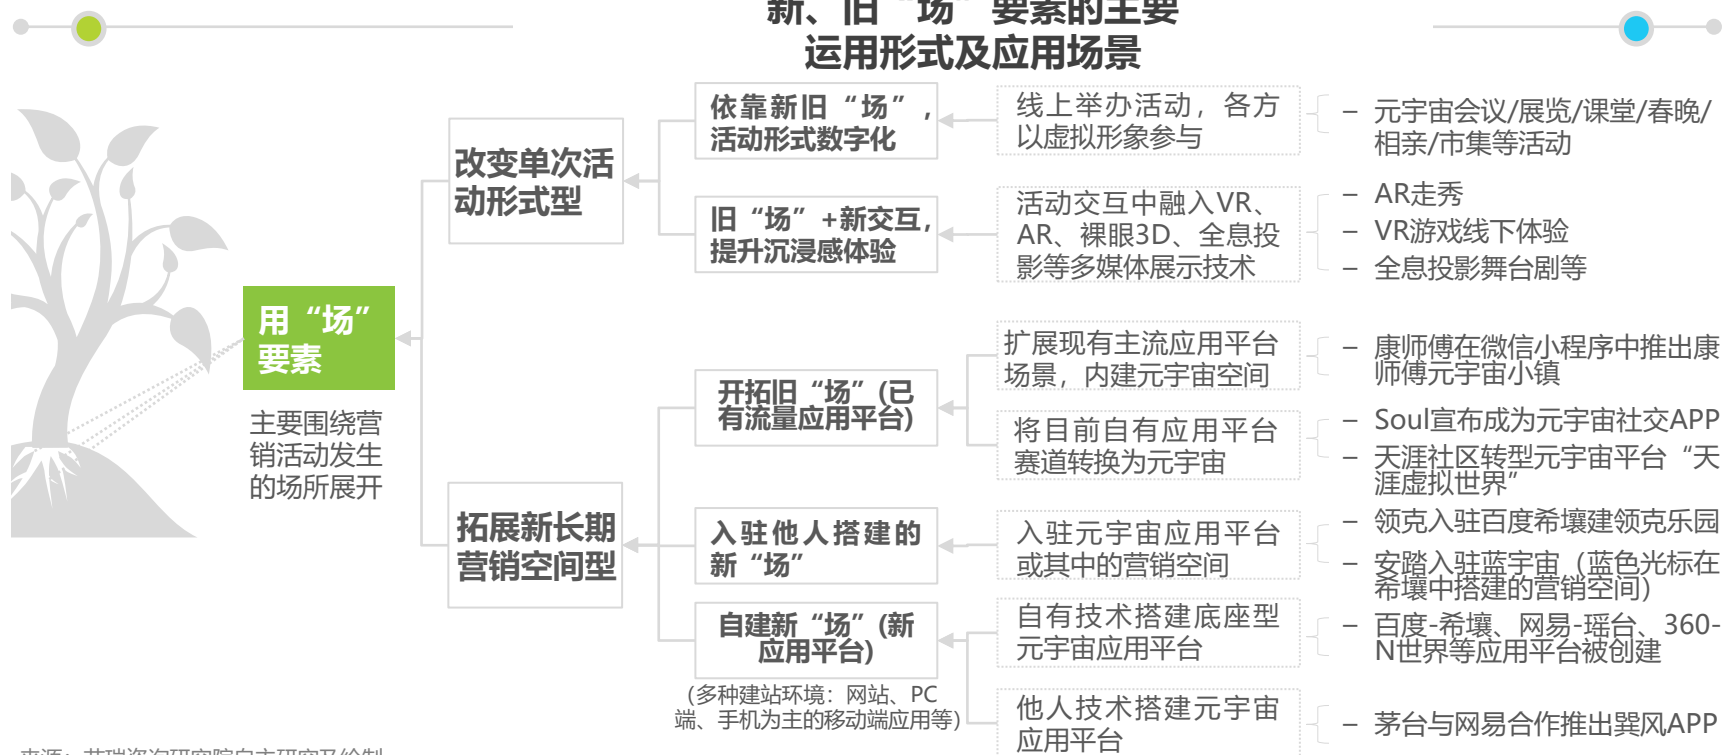 新、旧“场”要素的主要
运用形式及应用场景
用“场”
要素
主要围绕营
销活动发生
的场所展开
改变单次活
动形式型
依靠新旧“场”,
活动形式数字化
线上举办活动，各方
以虚拟形象参与
– 元宇宙会议/展览/课堂/春晚/
相亲/市集等活动
旧“场”+新交互,
提升沉浸感体验
活动交互中融入VR、
AR、裸眼3D、全息投
影等多媒体展示技术
– AR走秀
– VR游戏线下体验
– 全息投影舞台剧等
拓展新长期
营销空间型
开拓旧“场”(已
有流量应用平台)
扩展现有主流应用平台
场景，内建元宇宙空间
– 康师傅在微信小程序中推出康
师傅元宇宙小镇
将目前自有应用平台
赛道转换为元宇宙
– Soul宣布成为元宇宙社交APP
– 天涯社区转型元宇宙平台“天
涯虚拟世界”
入驻他人搭建的
新“场”
入驻元宇宙应用平台
或其中的营销空间
– 领克入驻百度希壤建领克乐园
– 安踏入驻蓝宇宙（蓝色光标在
希壤中搭建的营销空间）
自建新“场”(新
应用平台)
(多种建站环境：网站、PC
端、手机为主的移动端应用等)
自有技术搭建底座型
元宇宙应用平台
– 百度-希壤、网易-瑶台、360-
N世界等应用平台被创建
他人技术搭建元宇宙
应用平台
– 茅台与网易合作推出巽风APP
来源：艾瑞咨询研究院自主研究及绘制